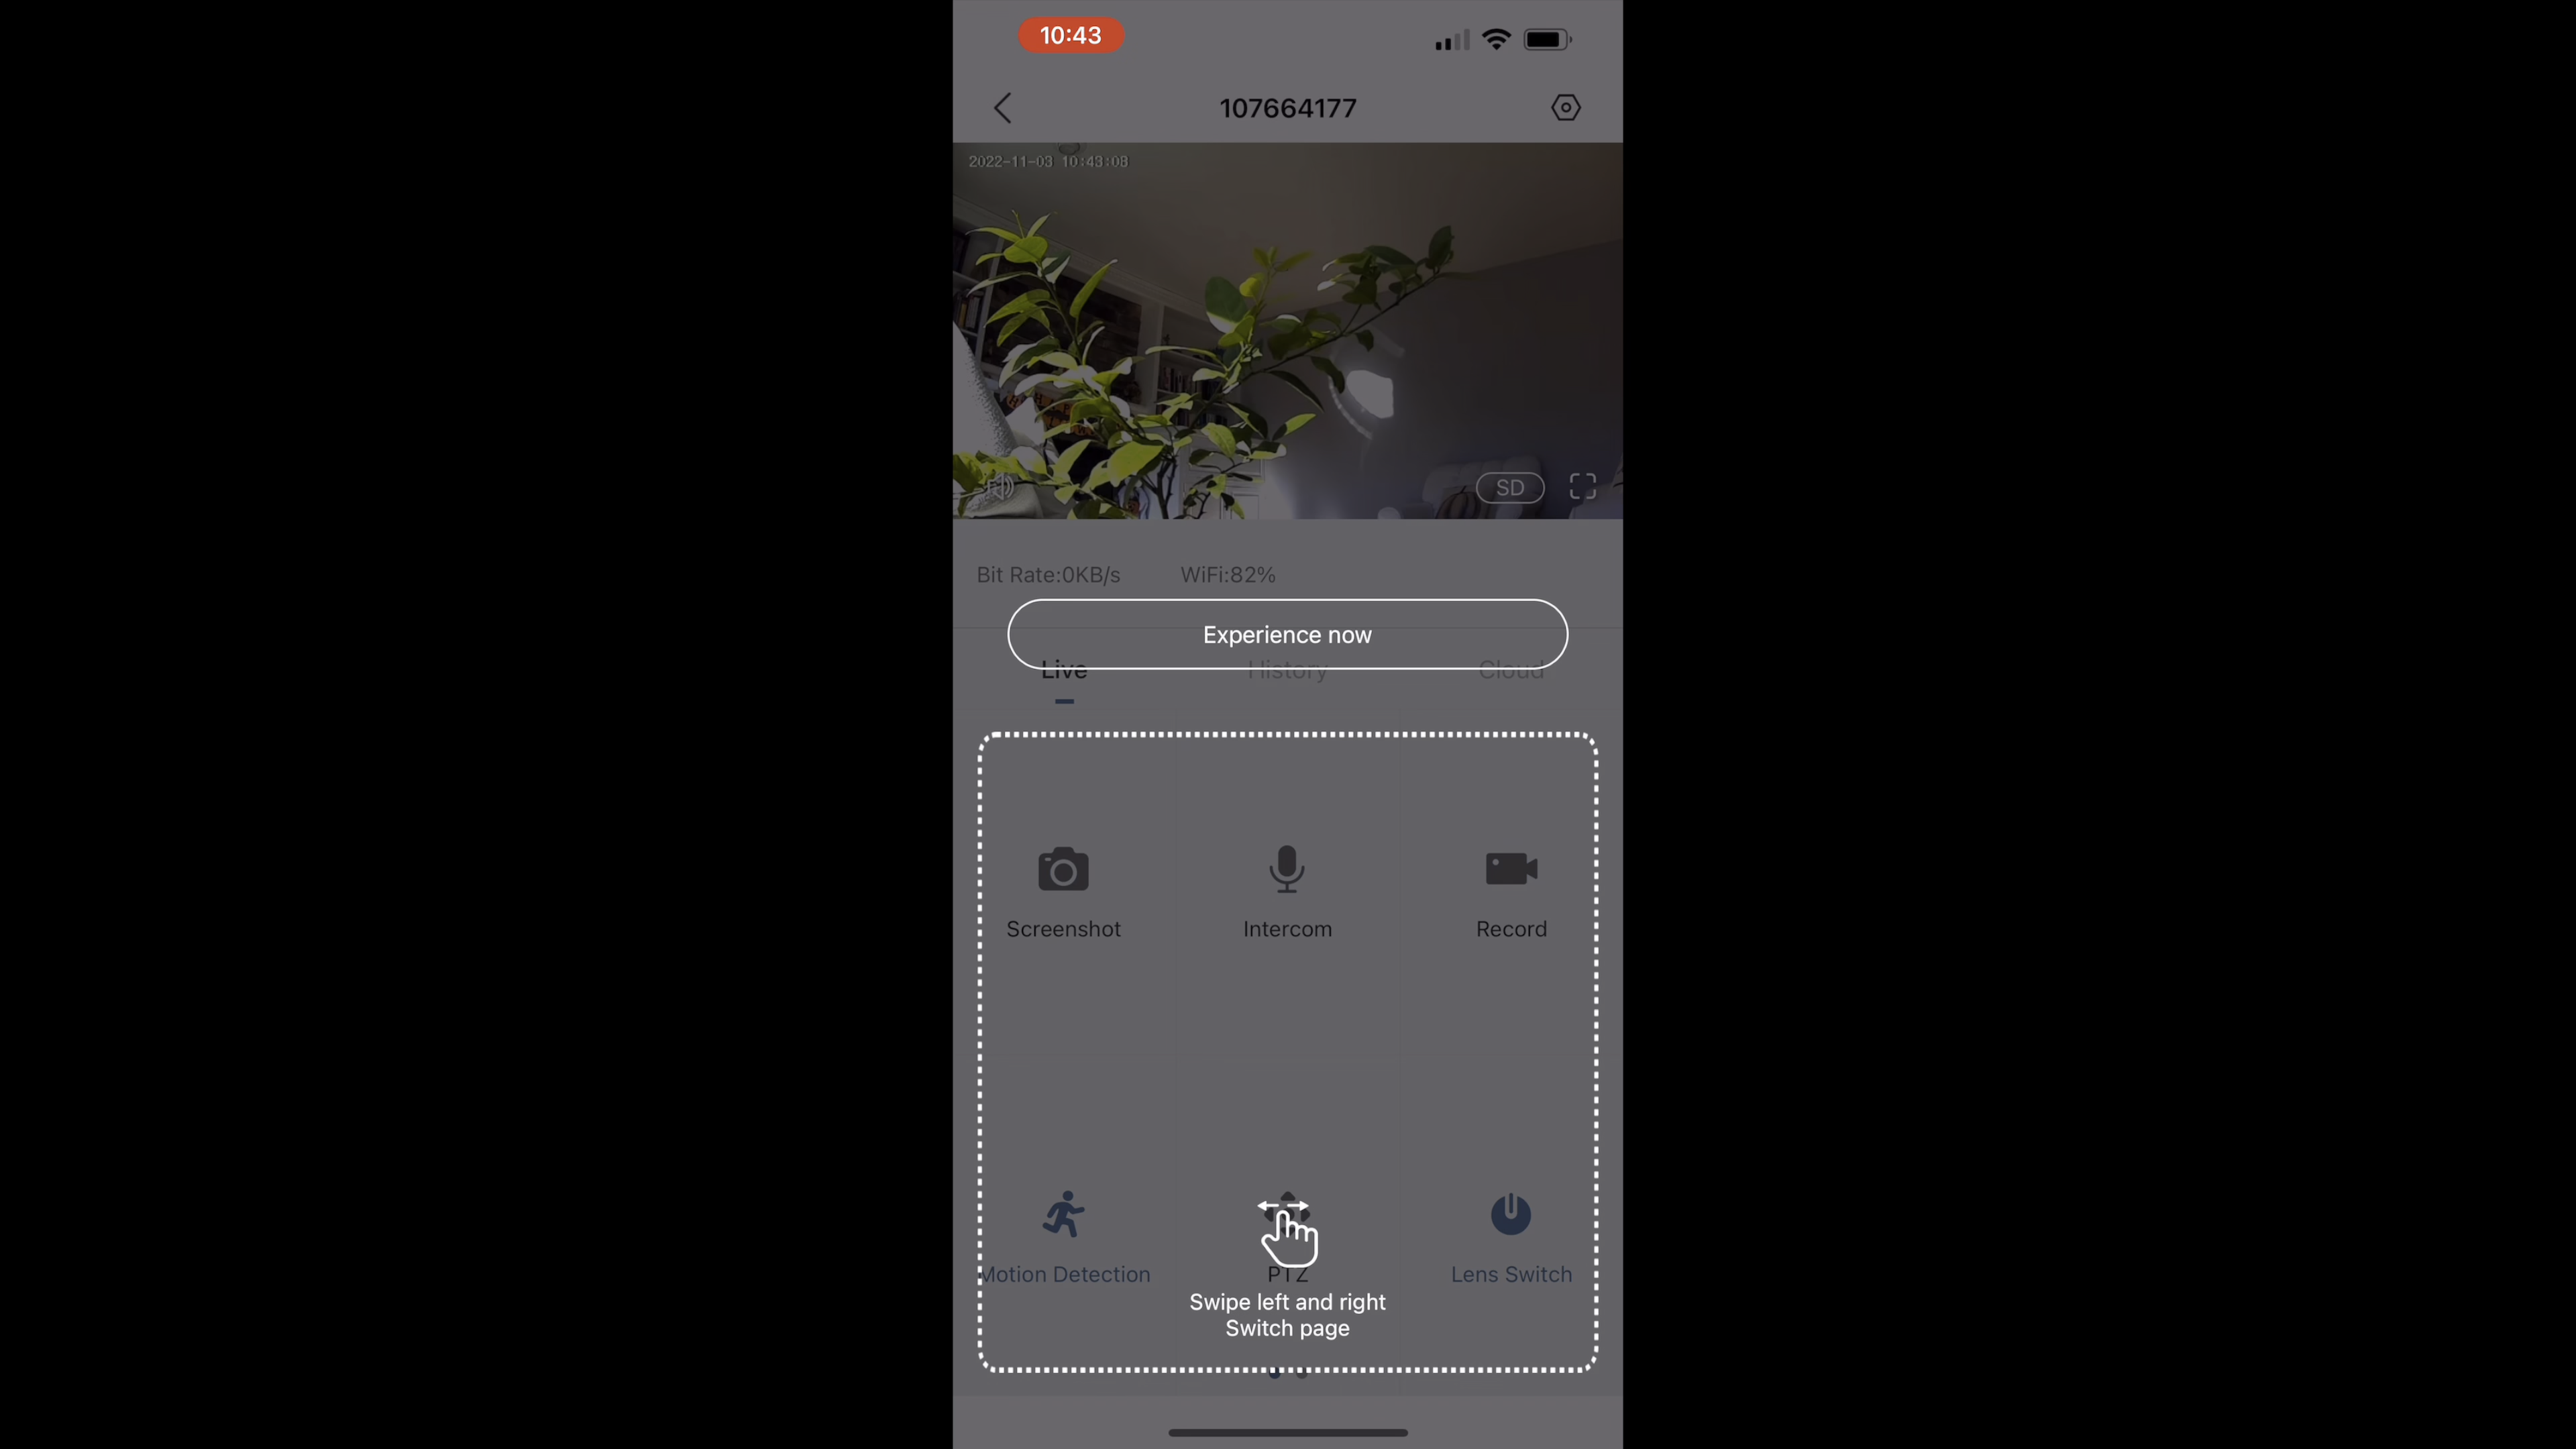 10:43
107664177
2022-11-03 10:43:08
SD
Bit Rate:0KB/s WiFi:82%
Experience now
Live History Cloud
Screenshot Intercom Record
Motion Detection PTZ Lens Switch
Swipe left and right
Switch page